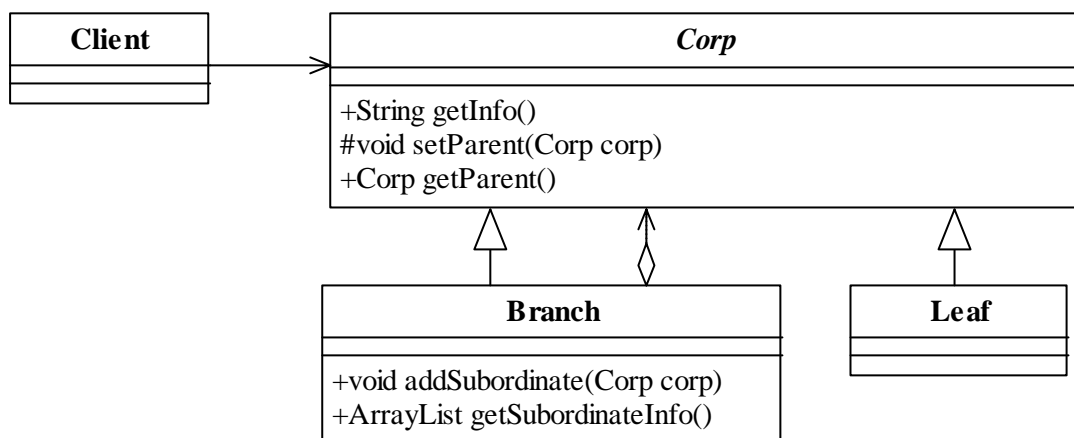 Client
Corp
+String getInfo()
#void setParent(Corp corp)
+Corp getParent()
Branch
+void addSubordinate(Corp corp)
+ArrayList getSubordinateInfo()
Leaf